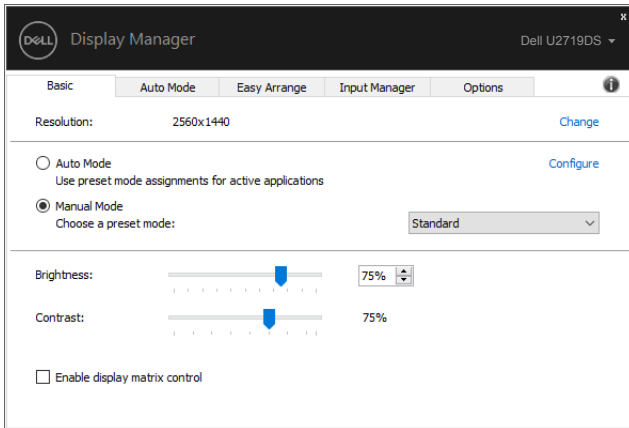 x
DELL Display Manager Dell U2719DS
Basic Auto Mode Easy Arrange Input Manager Options i
Resolution: 2560x1440 Change
Auto Mode Configure
Use preset mode assignments for active applications
Manual Mode
Choose a preset mode: Standard
Brightness: 75%
Contrast: 75%
Enable display matrix control